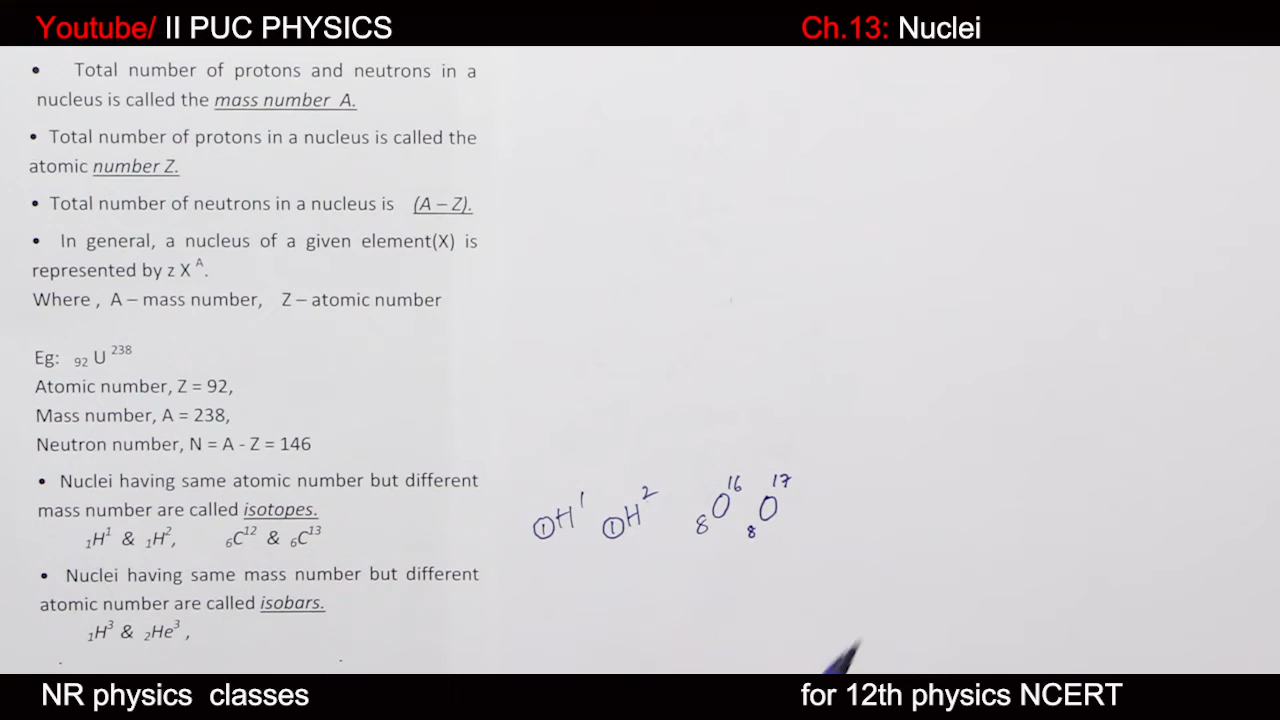 Youtube/ II PUC PHYSICS
Ch.13: Nuclei
• Total number of protons and neutrons in a
nucleus is called the mass number A.
• Total number of protons in a nucleus is called the
atomic number Z.
• Total number of neutrons in a nucleus is (A – Z).
• In general, a nucleus of a given element(X) is
represented by z X ᴬ.
Where , A – mass number, Z – atomic number
Eg: ₉₂ U ²³⁸
Atomic number, Z = 92,
Mass number, A = 238,
Neutron number, N = A - Z = 146
• Nuclei having same atomic number but different
mass number are called isotopes.
₁H¹ & ₁H², ₆C¹² & ₆C¹³
• Nuclei having same mass number but different
atomic number are called isobars.
₁H³ & ₂He³ ,
①H¹ ①H² ₈O¹⁶ ₈O¹⁷
NR physics classes
for 12th physics NCERT